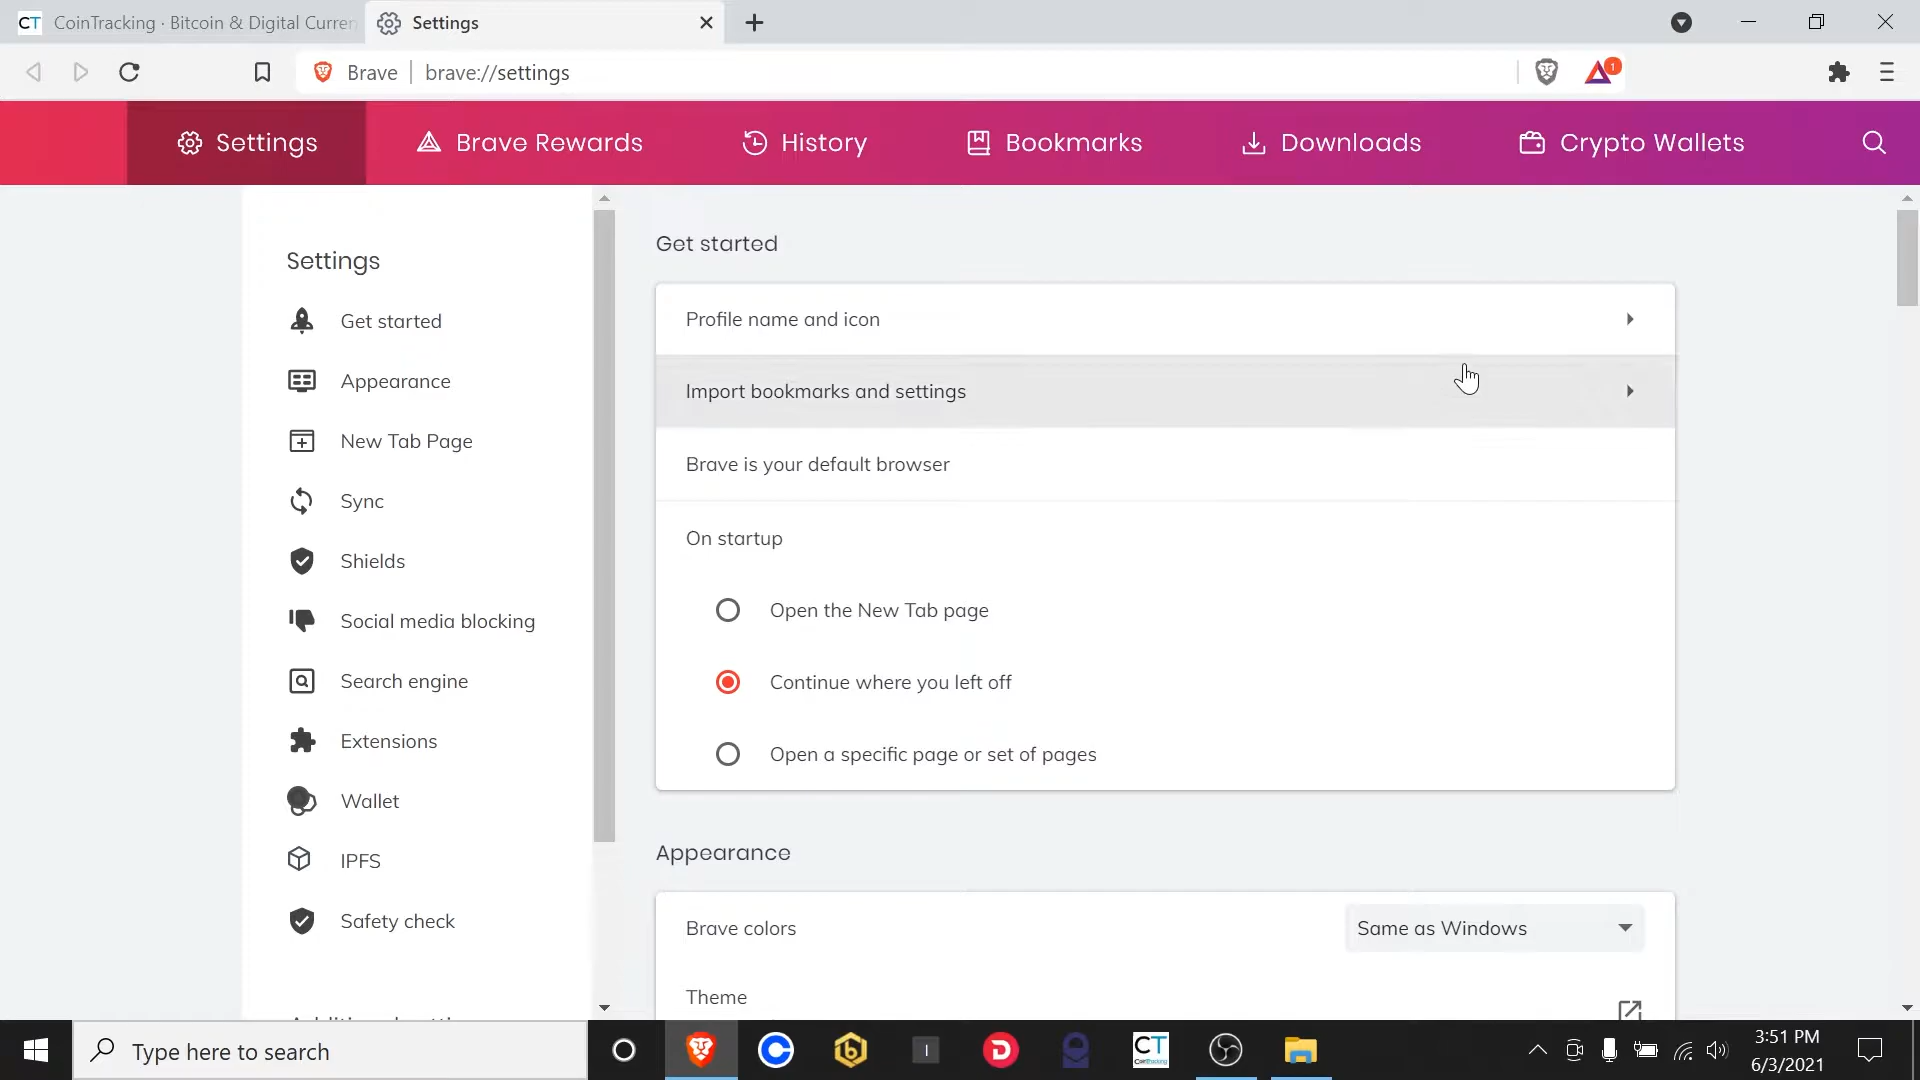 CT CoinTracking · Bitcoin & Digital Curren
Settings
Brave brave://settings
1
Settings
Brave Rewards
History
Bookmarks
Downloads
Crypto Wallets
Settings
Get started
Appearance
New Tab Page
Sync
Shields
Social media blocking
Search engine
Extensions
Wallet
IPFS
Safety check
Get started
Profile name and icon
Import bookmarks and settings
Brave is your default browser
On startup
Open the New Tab page
Continue where you left off
Open a specific page or set of pages
Appearance
Brave colors
Same as Windows
Theme
Type here to search
CT
CoinTracking
3:51 PM
6/3/2021